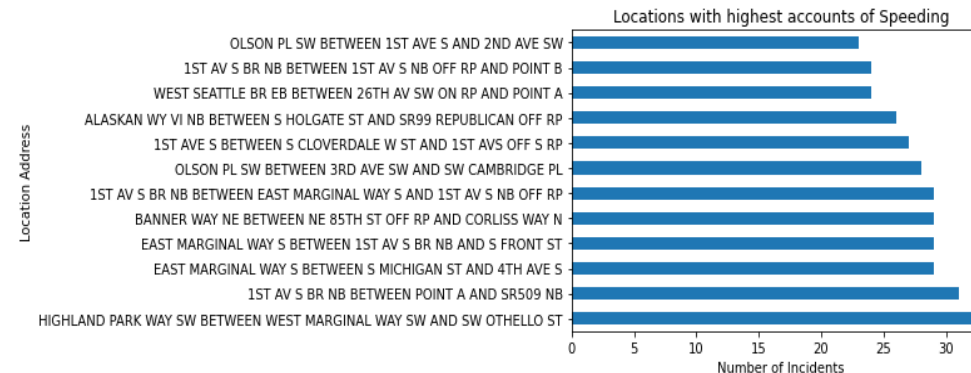 Locations with highest accounts of Speeding
Location Address
OLSON PL SW BETWEEN 1ST AVE S AND 2ND AVE SW
1ST AV S BR NB BETWEEN 1ST AV S NB OFF RP AND POINT B
WEST SEATTLE BR EB BETWEEN 26TH AV SW ON RP AND POINT A
ALASKAN WY VI NB BETWEEN S HOLGATE ST AND SR99 REPUBLICAN OFF RP
1ST AVE S BETWEEN S CLOVERDALE W ST AND 1ST AVS OFF S RP
OLSON PL SW BETWEEN 3RD AVE SW AND SW CAMBRIDGE PL
1ST AV S BR NB BETWEEN EAST MARGINAL WAY S AND 1ST AV S NB OFF RP
BANNER WAY NE BETWEEN NE 85TH ST OFF RP AND CORLISS WAY N
EAST MARGINAL WAY S BETWEEN 1ST AV S BR NB AND S FRONT ST
EAST MARGINAL WAY S BETWEEN S MICHIGAN ST AND 4TH AVE S
1ST AV S BR NB BETWEEN POINT A AND SR509 NB
HIGHLAND PARK WAY SW BETWEEN WEST MARGINAL WAY SW AND SW OTHELLO ST
0 5 10 15 20 25 30
Number of Incidents